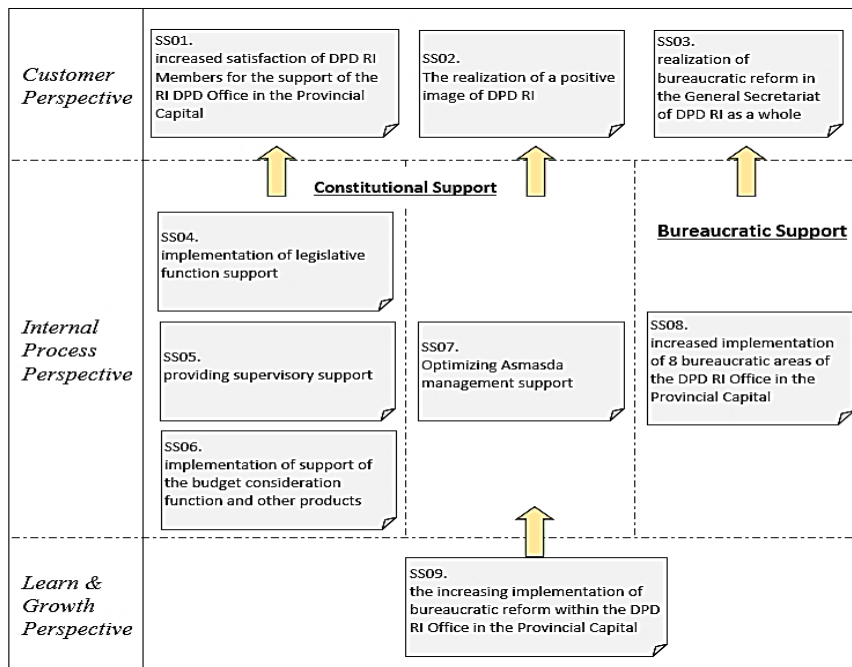 Customer
Perspective
SS01.
increased satisfaction of DPD RI
Members for the support of the
RI DPD Office in the Provincial
Capital
SS02.
The realization of a positive
image of DPD RI
SS03.
realization of
bureaucratic reform in
the General Secretariat
of DPD RI as a whole
Constitutional Support
Bureaucratic Support
Internal
Process
Perspective
SS04.
implementation of legislative
function support
SS05.
providing supervisory support
SS06.
implementation of support of
the budget consideration
function and other products
SS07.
Optimizing Asmasda
management support
SS08.
increased implementation
of 8 bureaucratic areas of
the DPD RI Office in the
Provincial Capital
Learn &
Growth
Perspective
SS09.
the increasing implementation of
bureaucratic reform within the DPD
RI Office in the Provincial Capital